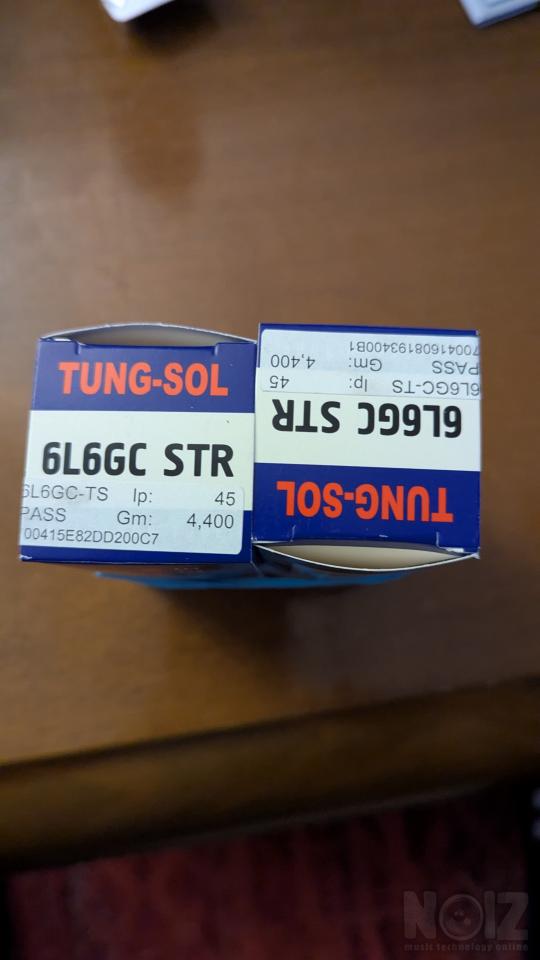 TUNG-SOL
6L6GC STR
6L6GC-TS Ip: 45
PASS Gm: 4,400
00415E82DD200C7
TUNG-SOL
6L6GC STR
6L6GC-TS Ip: 45
PASS Gm: 4,400
70041608193400B1
NOIZ
music technology online